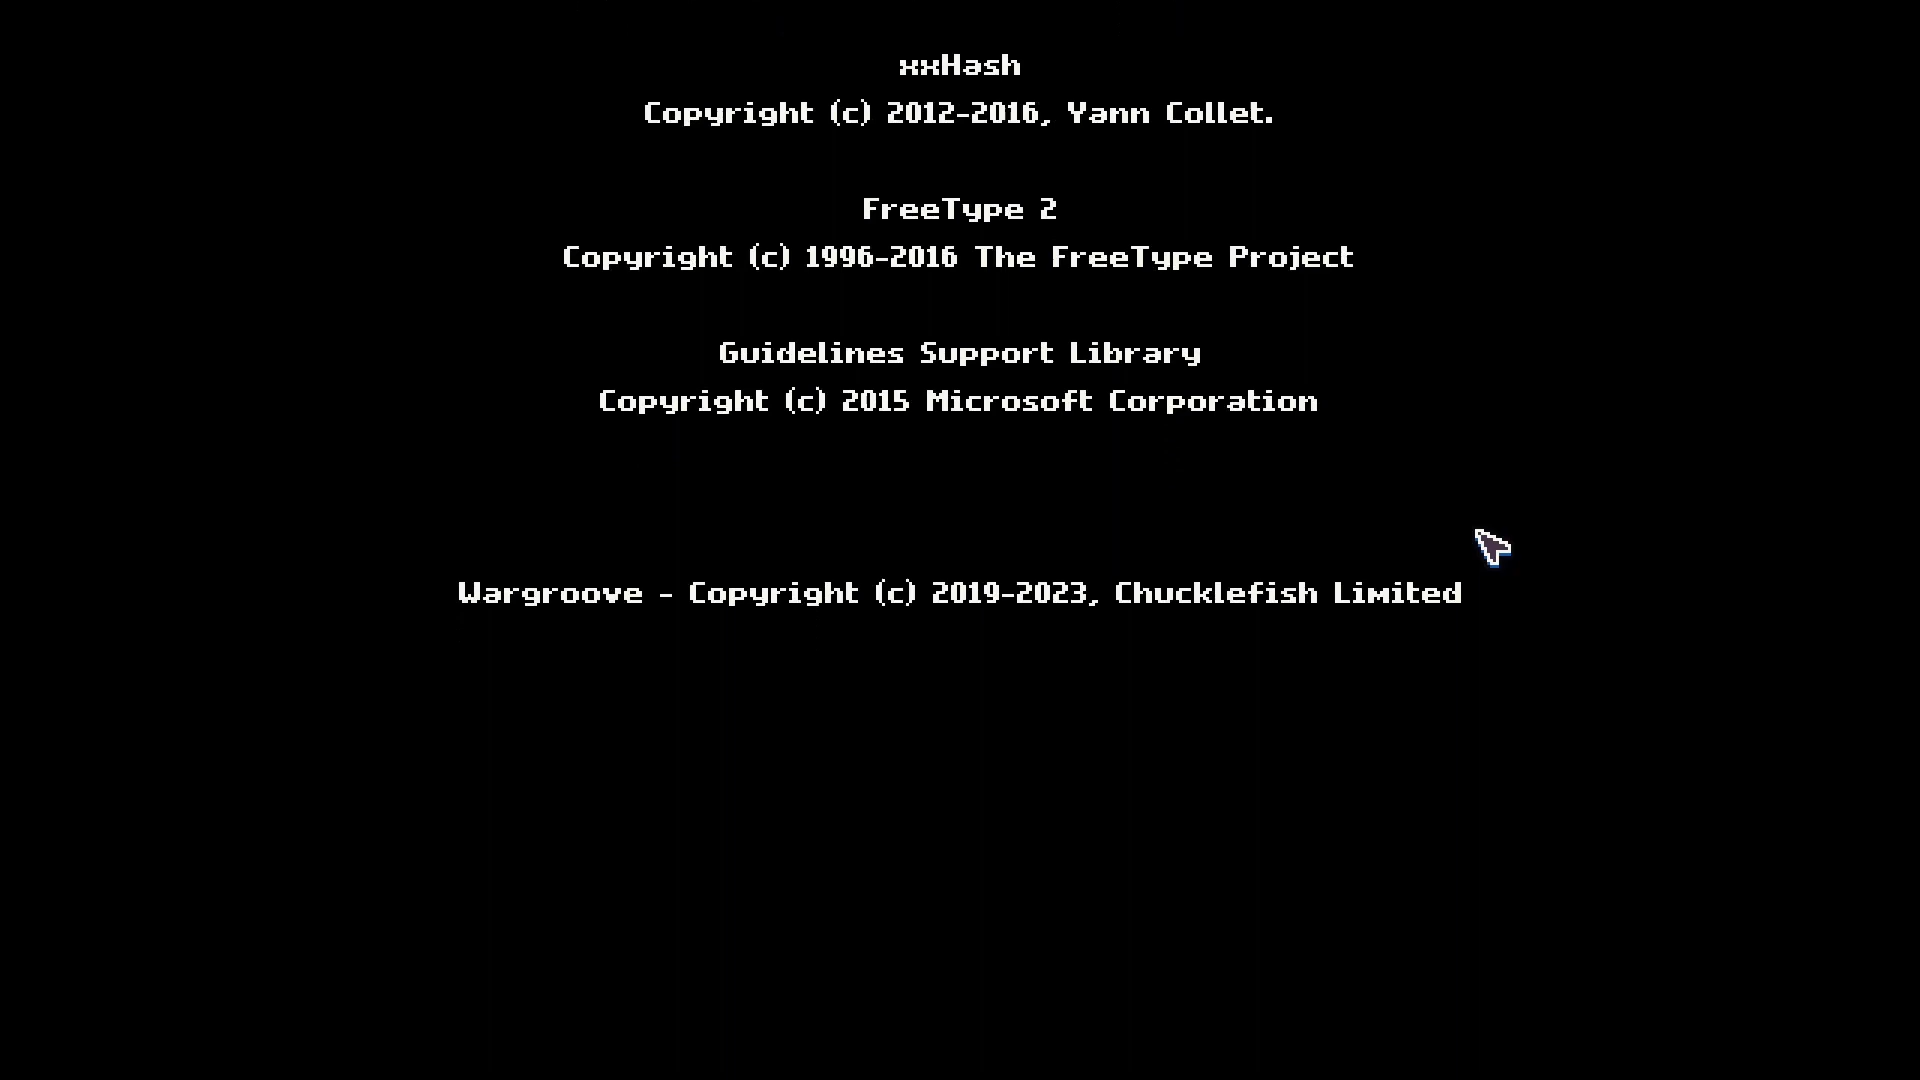 xxHash
Copyright (c) 2012-2016, Yann Collet.
FreeType 2
Copyright (c) 1996-2016 The FreeType Project
Guidelines Support Library
Copyright (c) 2015 Microsoft Corporation
Wargroove - Copyright (c) 2019-2023, Chucklefish Limited